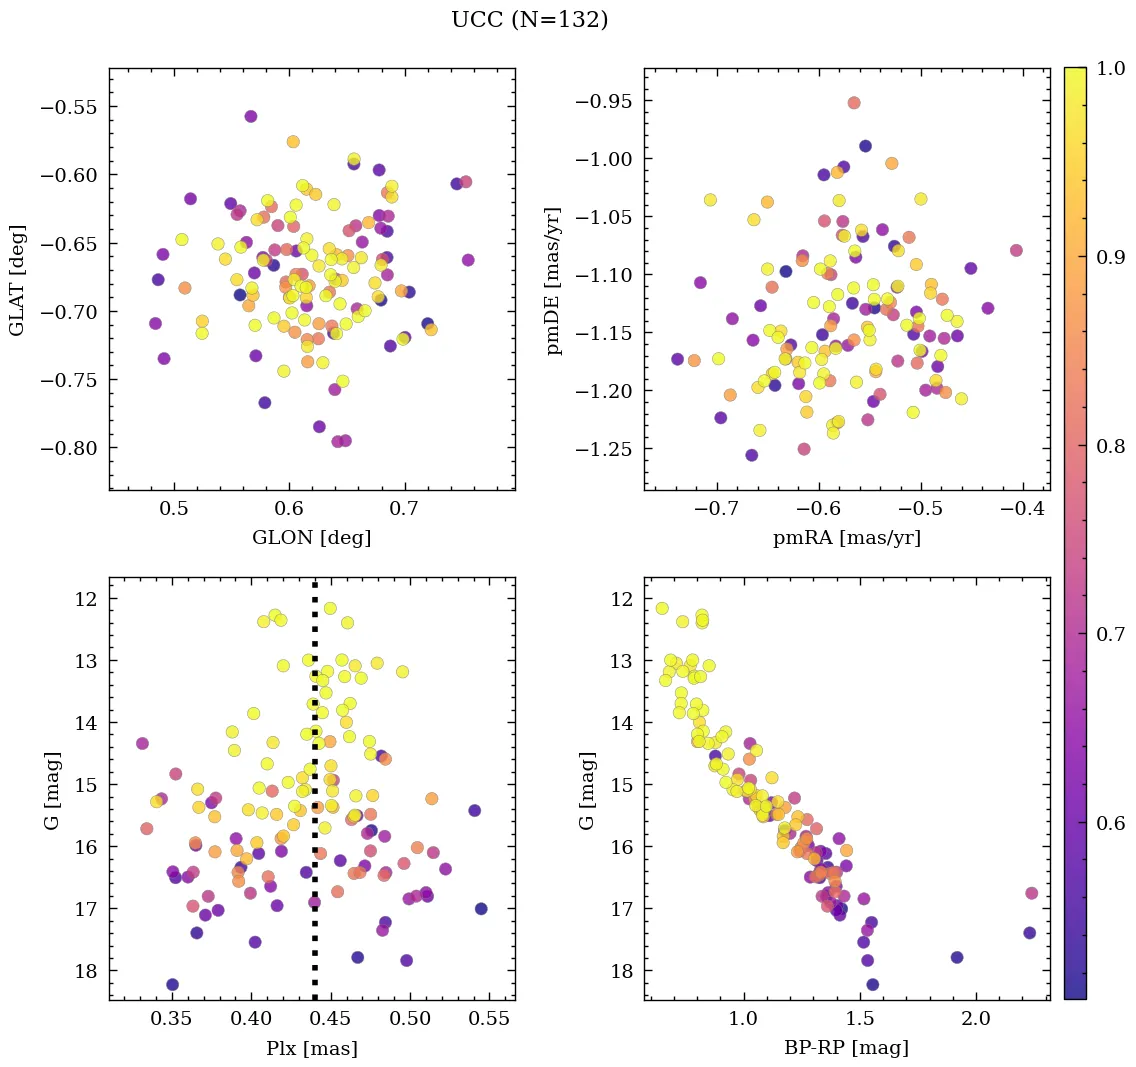 UCC (N=132)
GLAT [deg]
−0.55
−0.60
−0.65
−0.70
−0.75
−0.80
0.5 0.6 0.7
GLON [deg]
pmDE [mas/yr]
−0.95
−1.00
−1.05
−1.10
−1.15
−1.20
−1.25
−0.7 −0.6 −0.5 −0.4
pmRA [mas/yr]
1.0
0.9
0.8
0.7
0.6
G [mag]
12
13
14
15
16
17
18
0.35 0.40 0.45 0.50 0.55
Plx [mas]
G [mag]
12
13
14
15
16
17
18
1.0 1.5 2.0
BP-RP [mag]